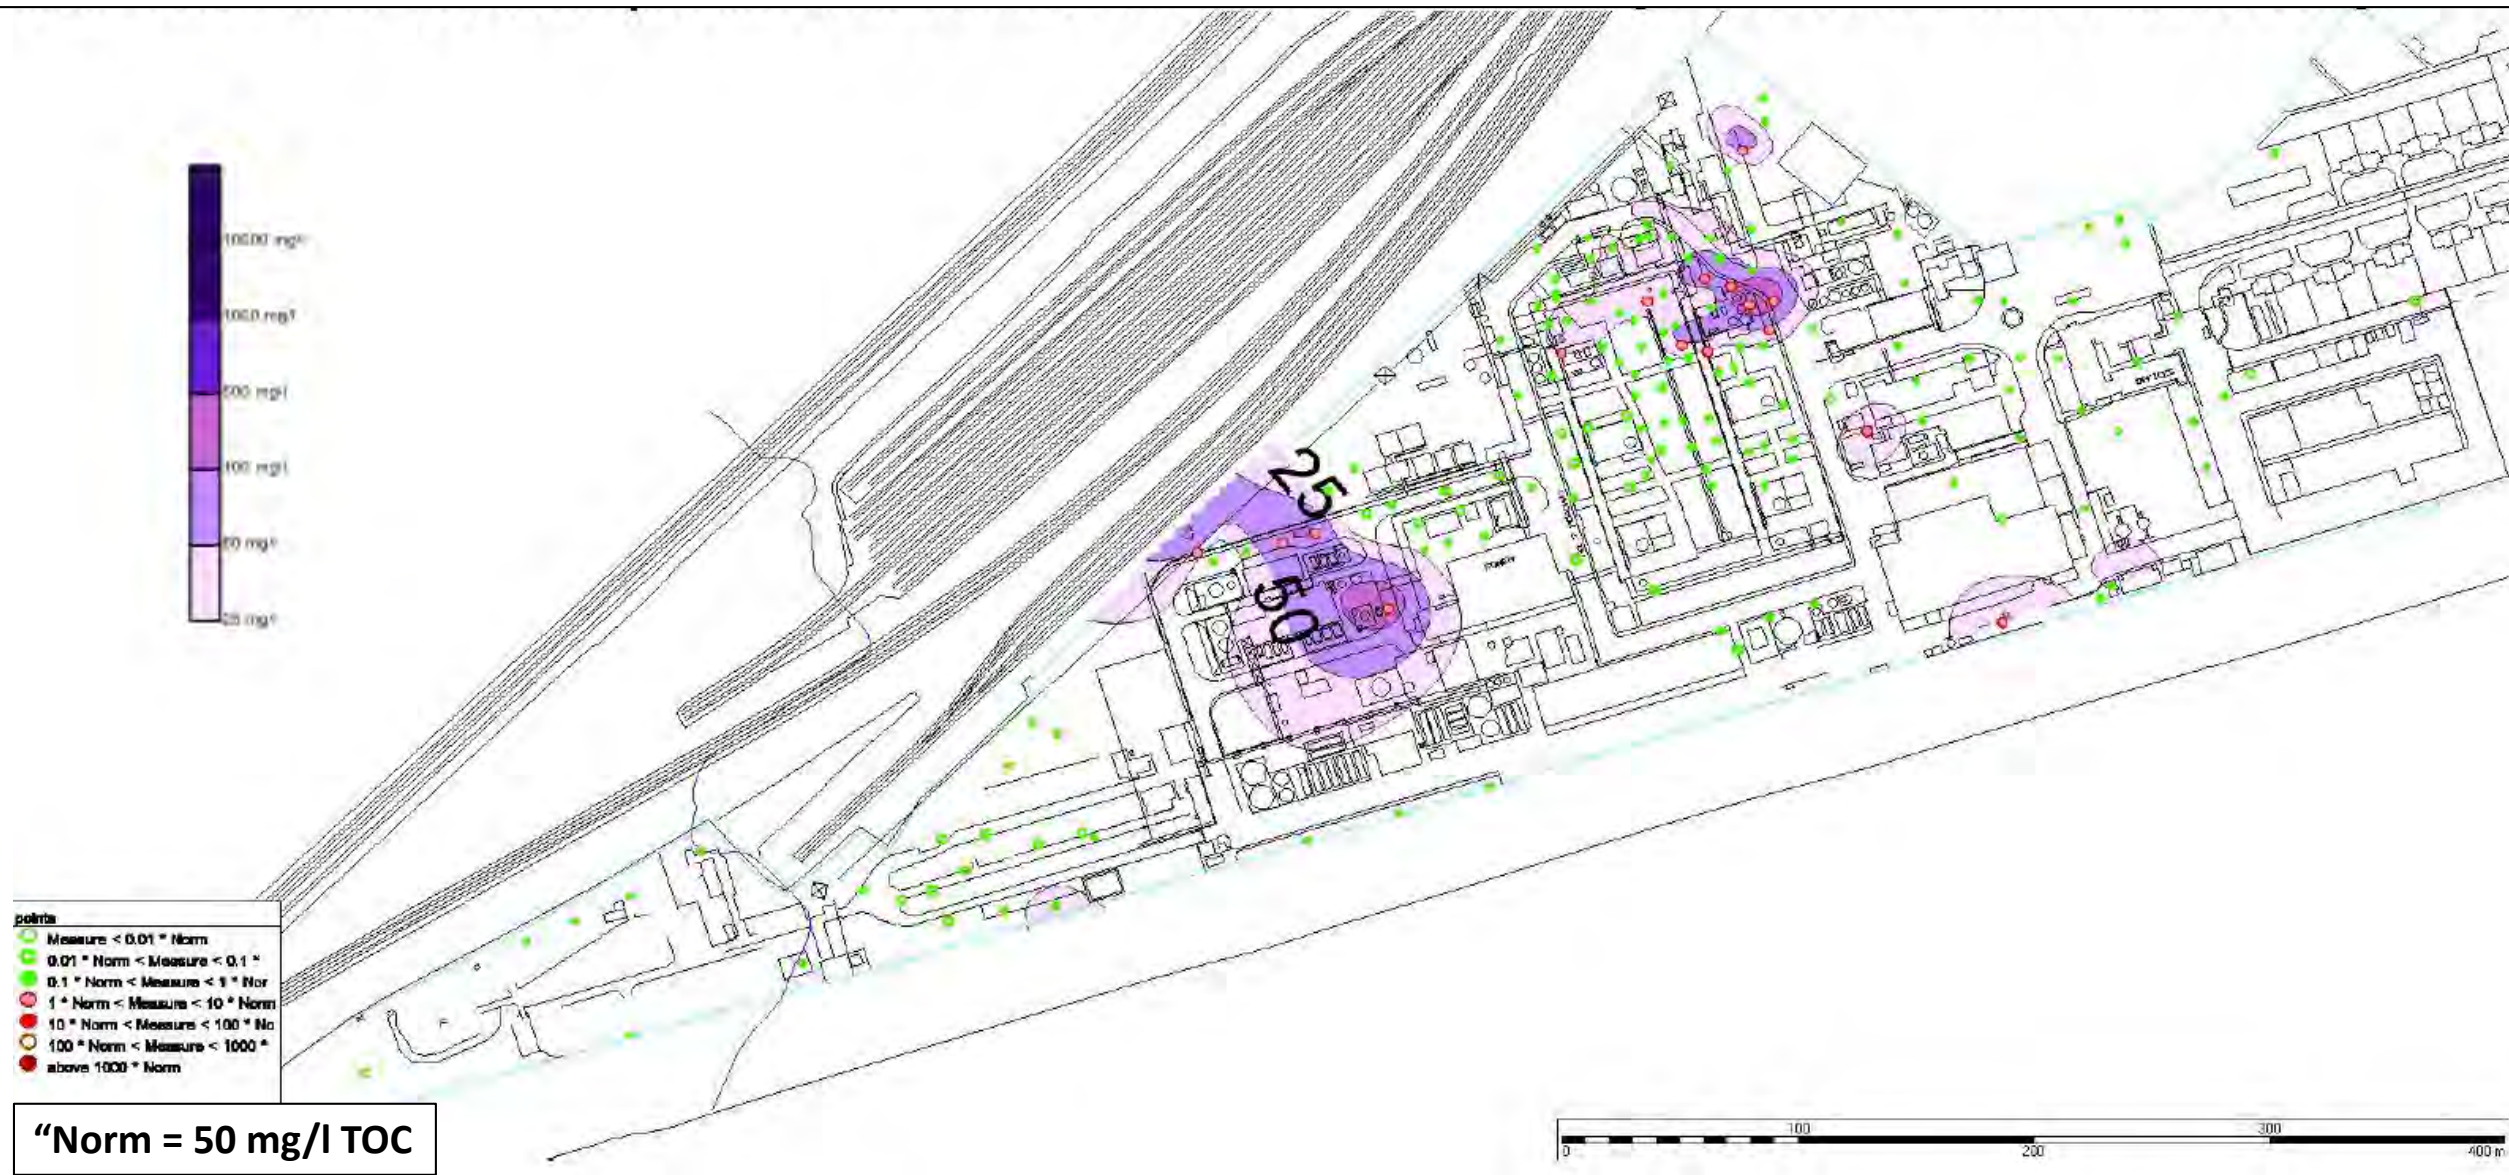 10000 mg/l
1000 mg/l
500 mg/l
100 mg/l
50 mg/l
25 mg/l
25
50
points
Measure < 0.01 * Norm
0.01 * Norm < Measure < 0.1 *
0.1 * Norm < Measure < 1 * Nor
1 * Norm < Measure < 10 * Norm
10 * Norm < Measure < 100 * No
100 * Norm < Measure < 1000 *
above 1000 * Norm
“Norm = 50 mg/l TOC
0
100
200
300
400 m